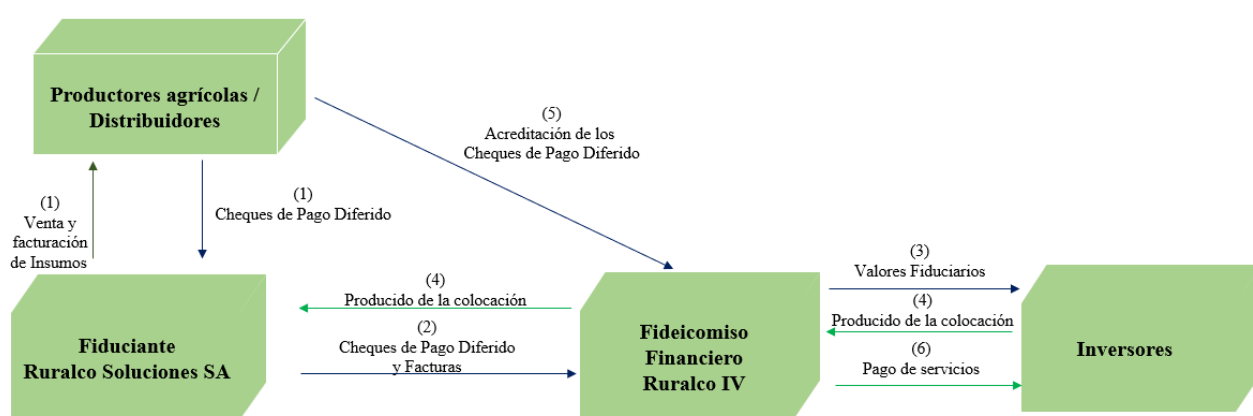 Productores agrícolas /
Distribuidores
(5)
Acreditación de los
Cheques de Pago Diferido
(1)
Venta y
facturación
de Insumos
(1)
Cheques de Pago Diferido
(3)
Valores Fiduciarios
(4)
Producido de la colocación
(4)
Producido de la colocación
(2)
Cheques de Pago Diferido
y Facturas
(6)
Pago de servicios
Fiduciante
Ruralco Soluciones SA
Fideicomiso
Financiero
Ruralco IV
Inversores